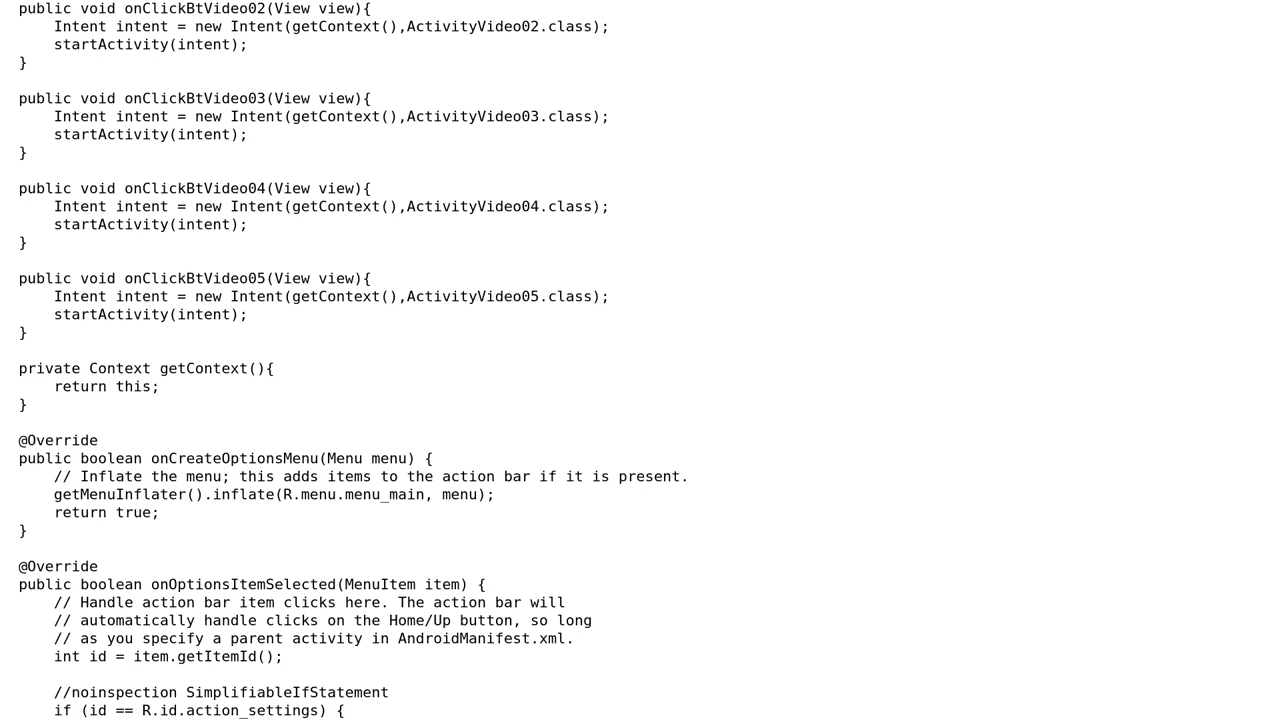 public void onClickBtVideo02(View view){
    Intent intent = new Intent(getContext(),ActivityVideo02.class);
    startActivity(intent);
}

public void onClickBtVideo03(View view){
    Intent intent = new Intent(getContext(),ActivityVideo03.class);
    startActivity(intent);
}

public void onClickBtVideo04(View view){
    Intent intent = new Intent(getContext(),ActivityVideo04.class);
    startActivity(intent);
}

public void onClickBtVideo05(View view){
    Intent intent = new Intent(getContext(),ActivityVideo05.class);
    startActivity(intent);
}

private Context getContext(){
    return this;
}

@Override
public boolean onCreateOptionsMenu(Menu menu) {
    // Inflate the menu; this adds items to the action bar if it is present.
    getMenuInflater().inflate(R.menu.menu_main, menu);
    return true;
}

@Override
public boolean onOptionsItemSelected(MenuItem item) {
    // Handle action bar item clicks here. The action bar will
    // automatically handle clicks on the Home/Up button, so long
    // as you specify a parent activity in AndroidManifest.xml.
    int id = item.getItemId();

    //noinspection SimplifiableIfStatement
    if (id == R.id.action_settings) {